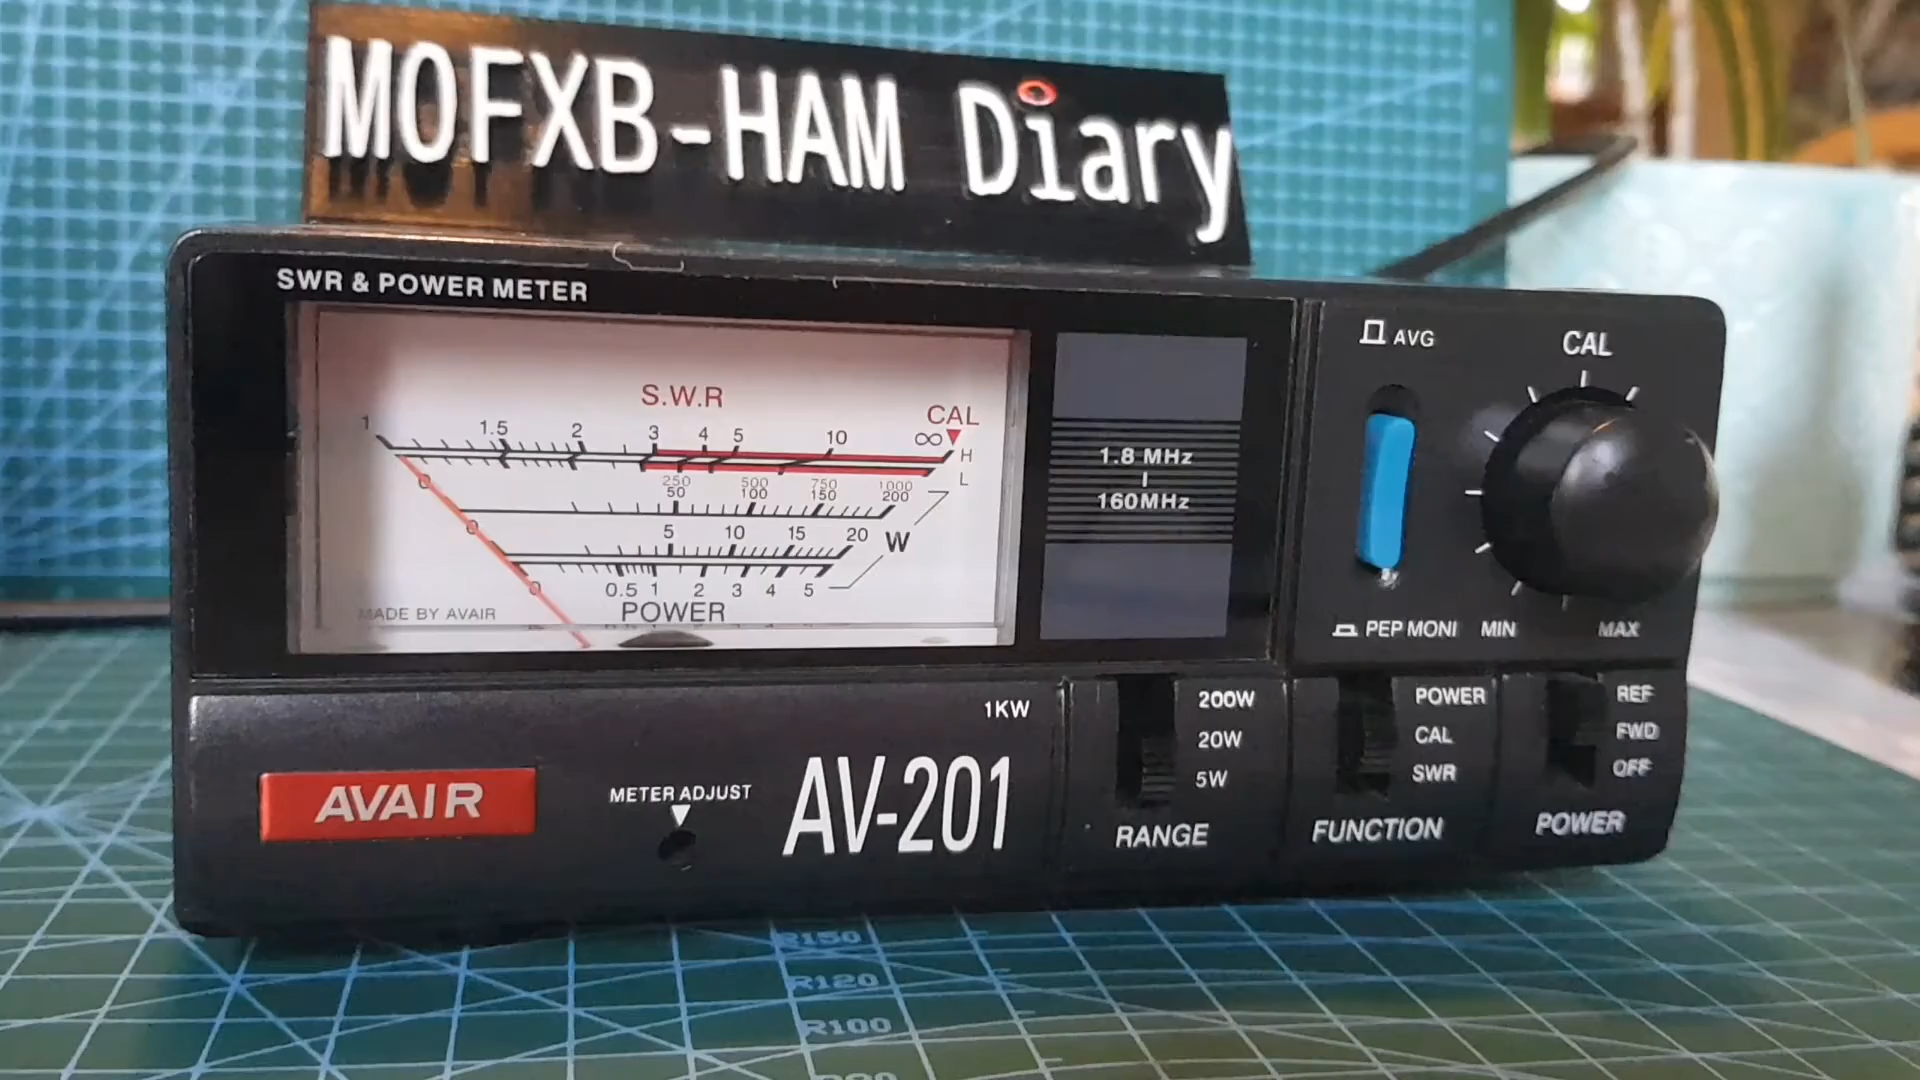 M0FXB-HAM Diary
SWR & POWER METER
S.W.R
CAL
1 1.5 2 3 4 5 10 ∞
H
L
250 500 750 1000
50 100 150 200
0
5 10 15 20
W
0
0 0.5 1 2 3 4 5
POWER
MADE BY AVAIR
1.8 MHz
160MHz
AVG
PEP MONI
CAL
MIN MAX
1KW
AVAIR
METER ADJUST
AV-201
200W
20W
5W
RANGE
POWER
CAL
SWR
FUNCTION
REF
FWD
OFF
POWER
R150
R120
R100